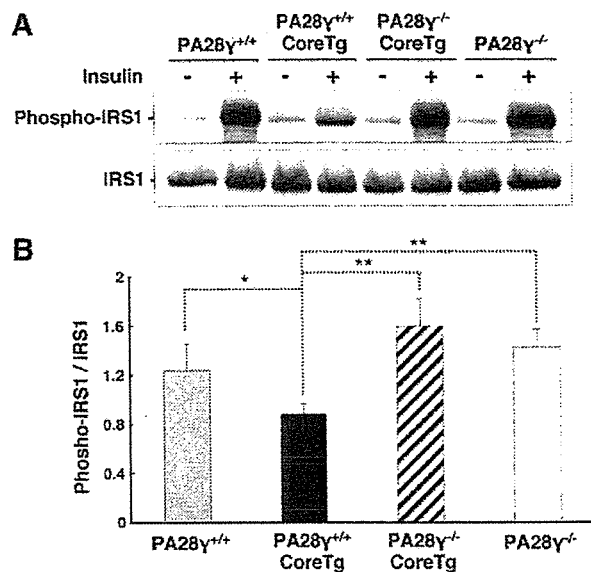 A
PA28γ+/+
PA28γ+/+ CoreTg
PA28γ-/- CoreTg
PA28γ-/-
Insulin - + - + - + - +
Phospho-IRS1
IRS1
B
Phosho-IRS1 / IRS1
2
1.6
1.2
0.8
0.4
0
*
**
**
PA28γ+/+
PA28γ+/+ CoreTg
PA28γ-/- CoreTg
PA28γ-/-